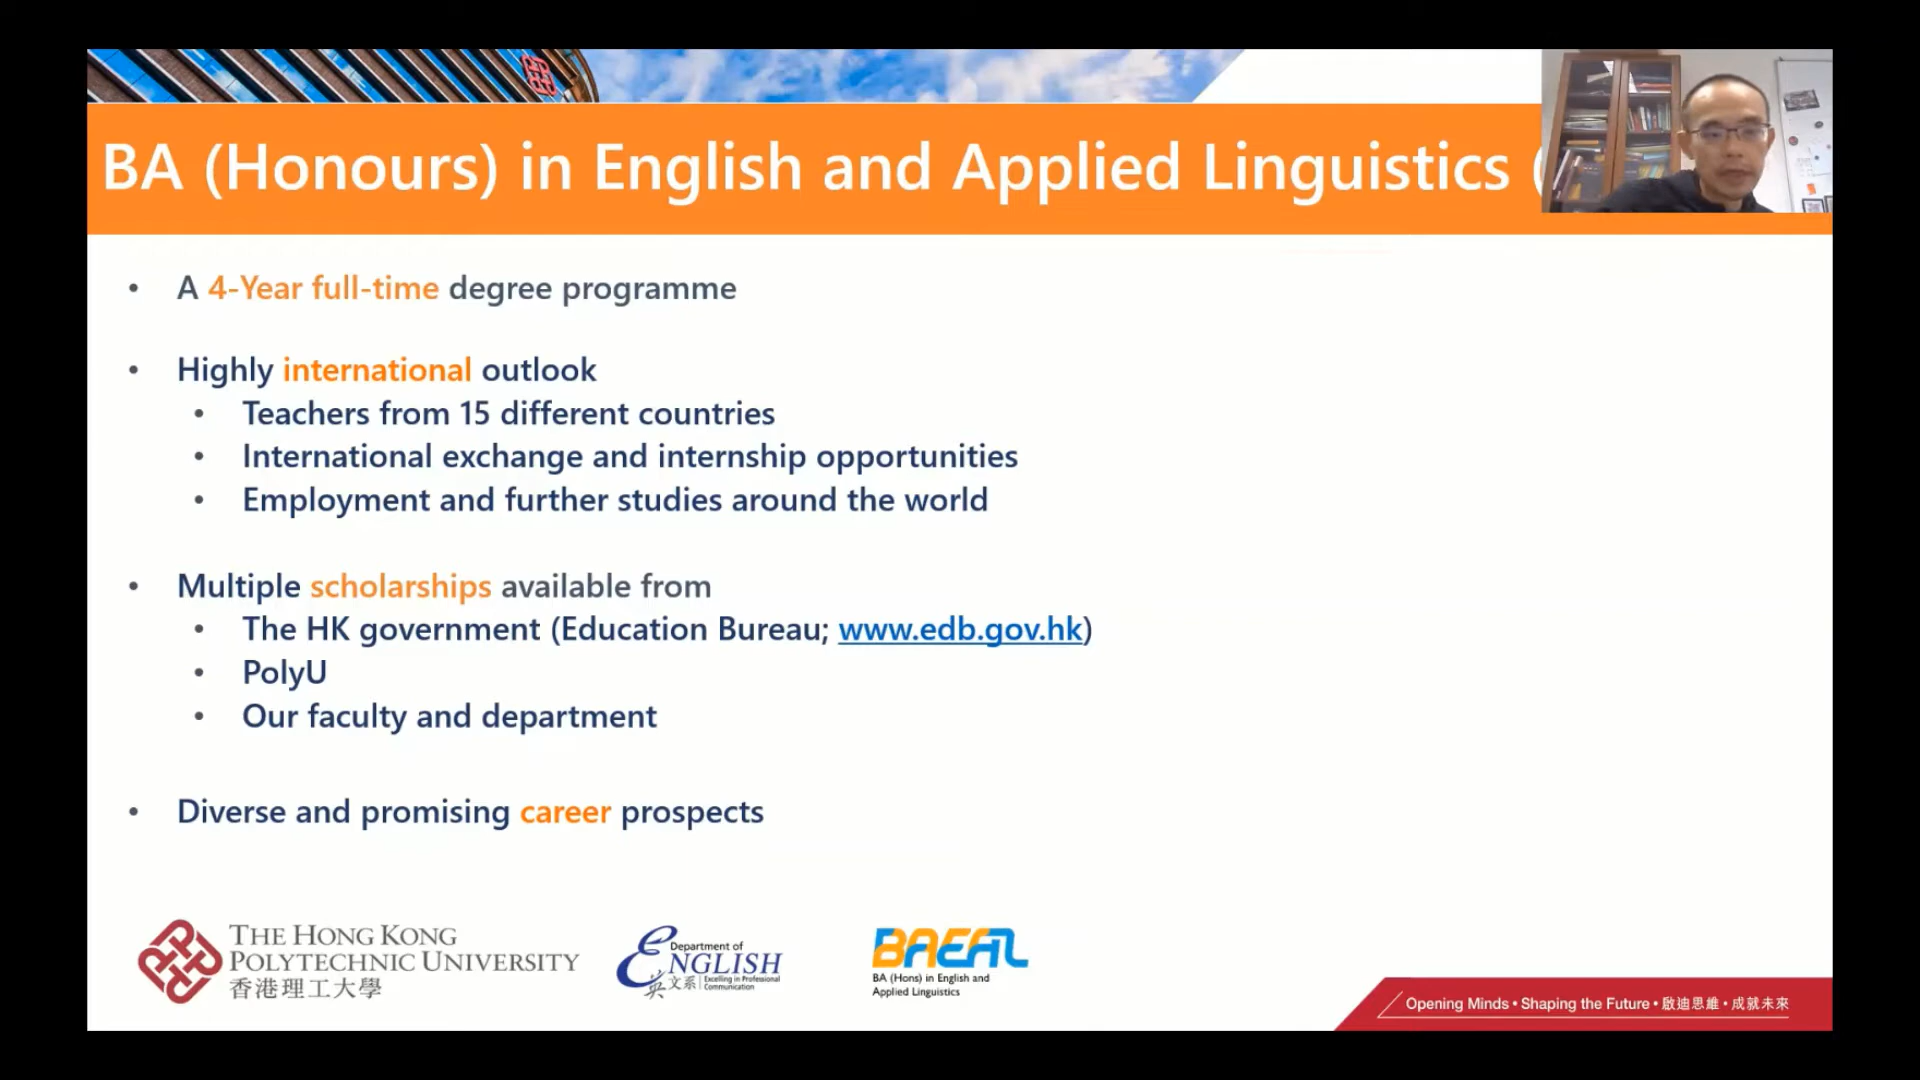 BA (Honours) in English and Applied Linguistics (
• A 4-Year full-time degree programme
• Highly international outlook
• Teachers from 15 different countries
• International exchange and internship opportunities
• Employment and further studies around the world
• Multiple scholarships available from
• The HK government (Education Bureau; www.edb.gov.hk)
• PolyU
• Our faculty and department
• Diverse and promising career prospects
THE HONG KONG
POLYTECHNIC UNIVERSITY
香港理工大學
Department of
ENGLISH
英文系 Excelling in Professional
Communication
BAEAL
BA (Hons) in English and
Applied Linguistics
Opening Minds • Shaping the Future • 啟迪思維 • 成就未來